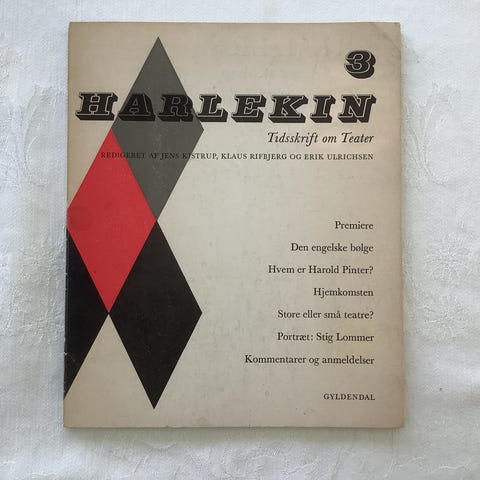 3
HARLEKIN
Tidsskrift om Teater
REDIGERET AF JENS KISTRUP, KLAUS RIFBJERG OG ERIK ULRICHSEN
Premiere
Den engelske bølge
Hvem er Harold Pinter?
Hjemkomsten
Store eller små teatre?
Portræt: Stig Lommer
Kommentarer og anmeldelser
GYLDENDAL